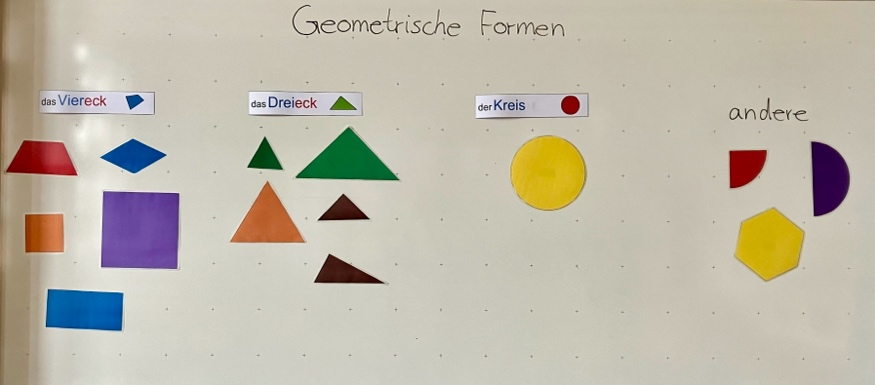 Geometrische Formen
das Viereck
das Dreieck
der Kreis
andere